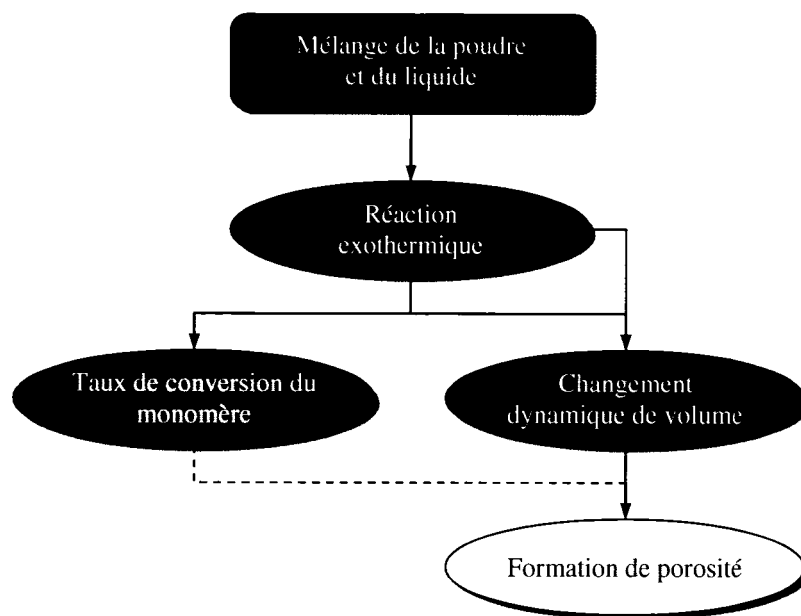 Mélange de la poudre
et du liquide
Réaction
exothermique
Taux de conversion du
monomère
Changement
dynamique de volume
Formation de porosité